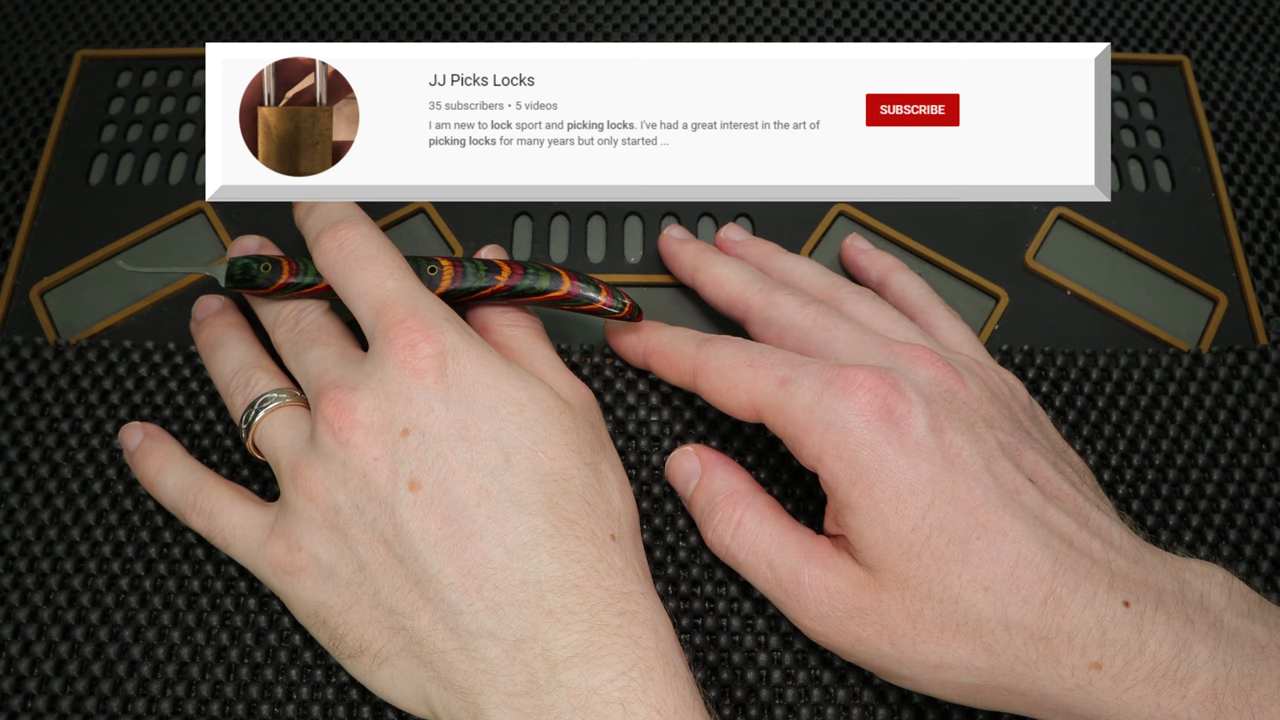 JJ Picks Locks
35 subscribers • 5 videos
I am new to lock sport and picking locks. I've had a great interest in the art of
picking locks for many years but only started ...
SUBSCRIBE